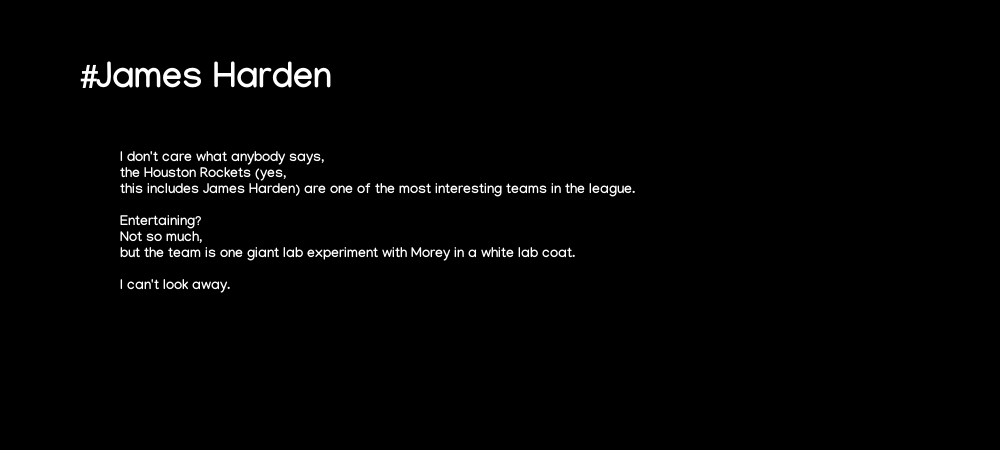 #James Harden
I don't care what anybody says,
the Houston Rockets (yes,
this includes James Harden) are one of the most interesting teams in the league.
Entertaining?
Not so much,
but the team is one giant lab experiment with Morey in a white lab coat.
I can't look away.